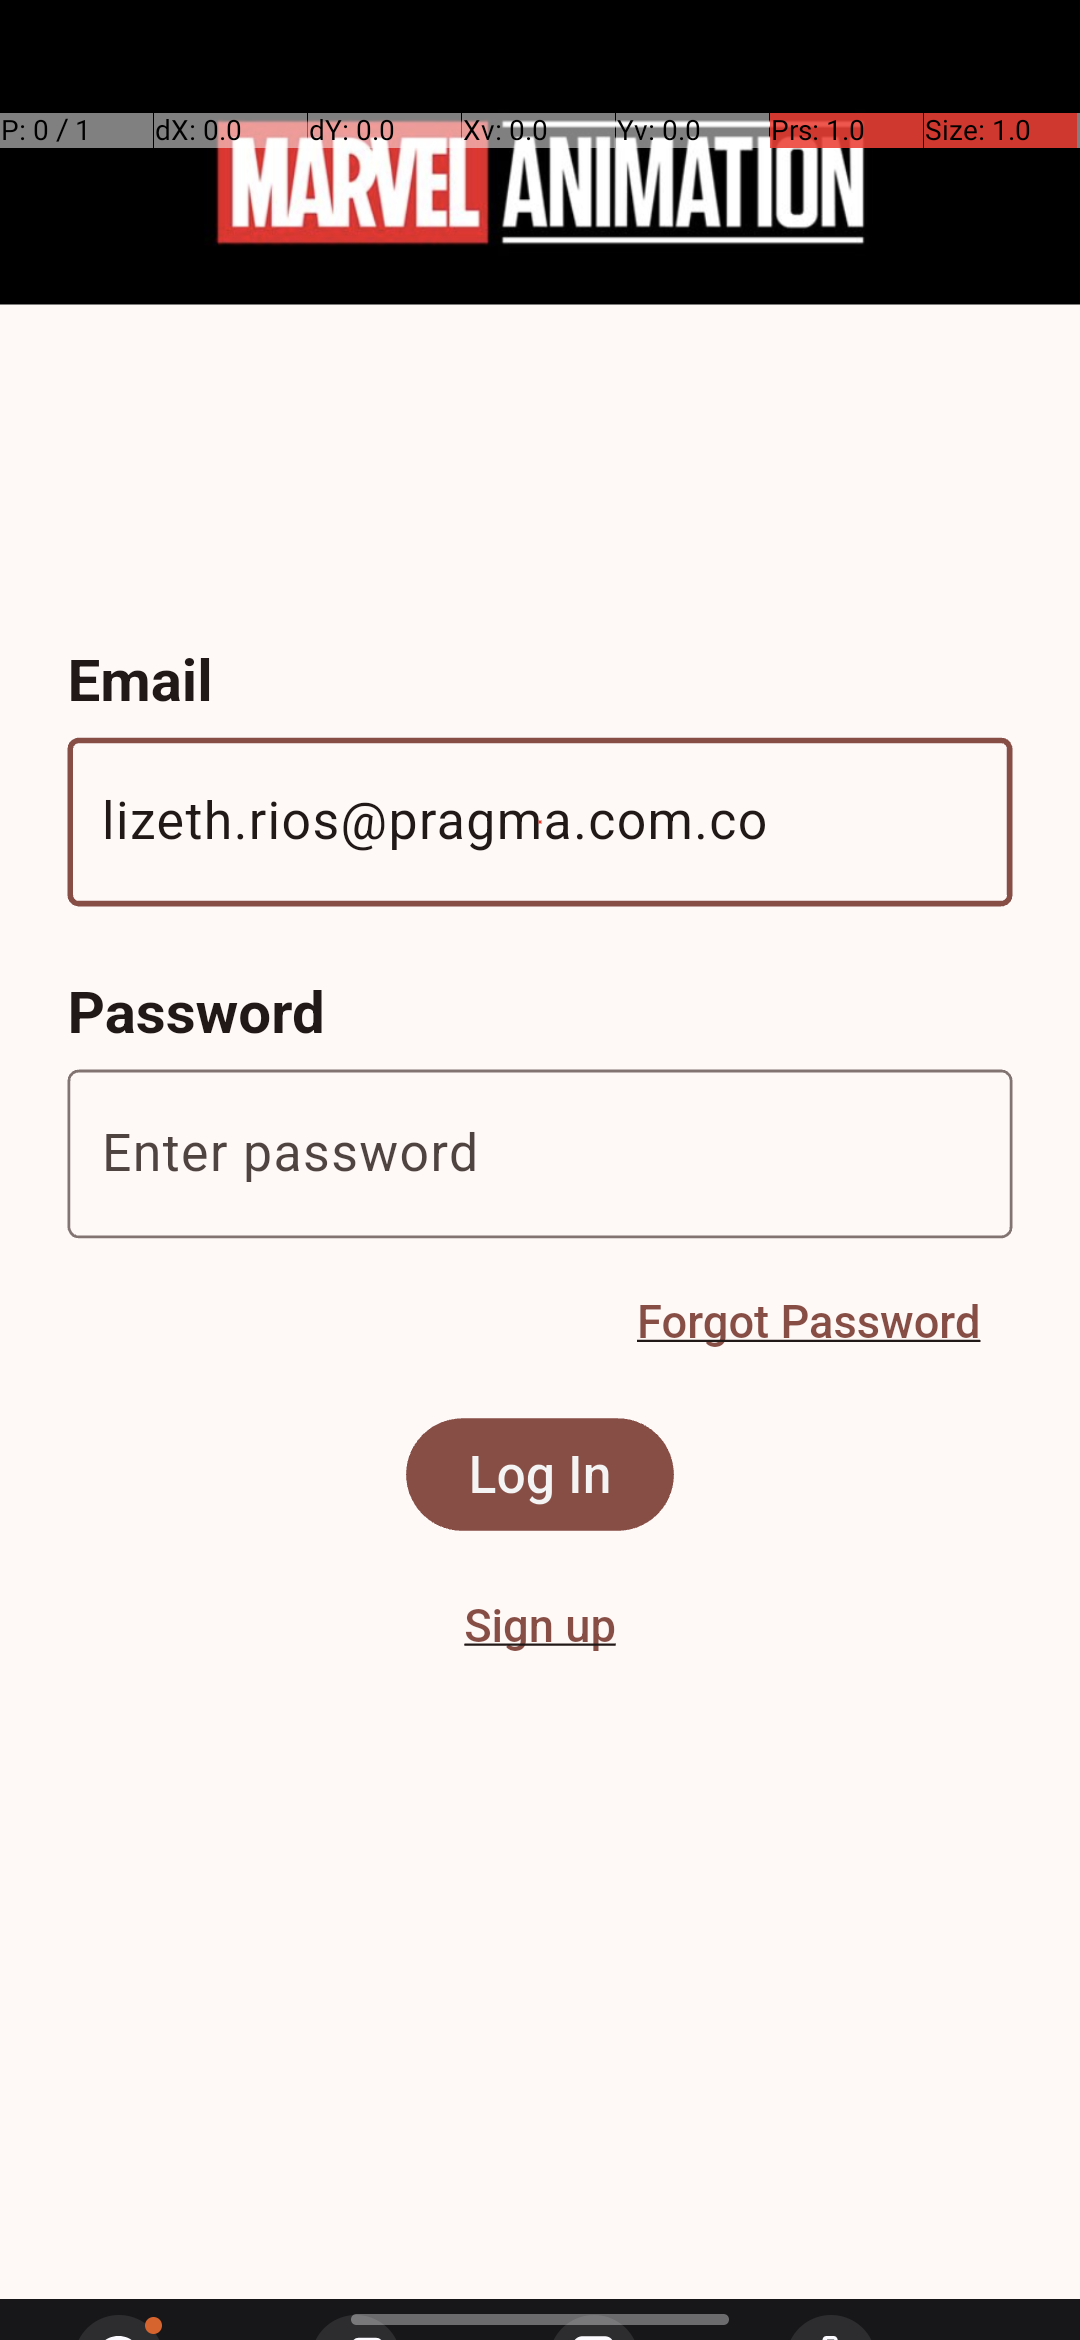 P: 0 / 1 dX: 0.0 dY: 0.0 Xv: 0.0 Yv: 0.0 Prs: 1.0 Size: 1.0
MARVEL ANIMATION
Email
lizeth.rios@pragma.com.co
Password
Enter password
Forgot Password
Log In
Sign up